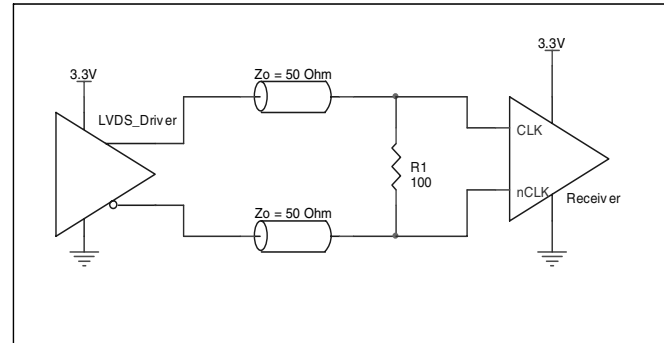 3.3V
LVDS_Driver
Zo = 50 Ohm
Zo = 50 Ohm
R1
100
3.3V
CLK
nCLK
Receiver